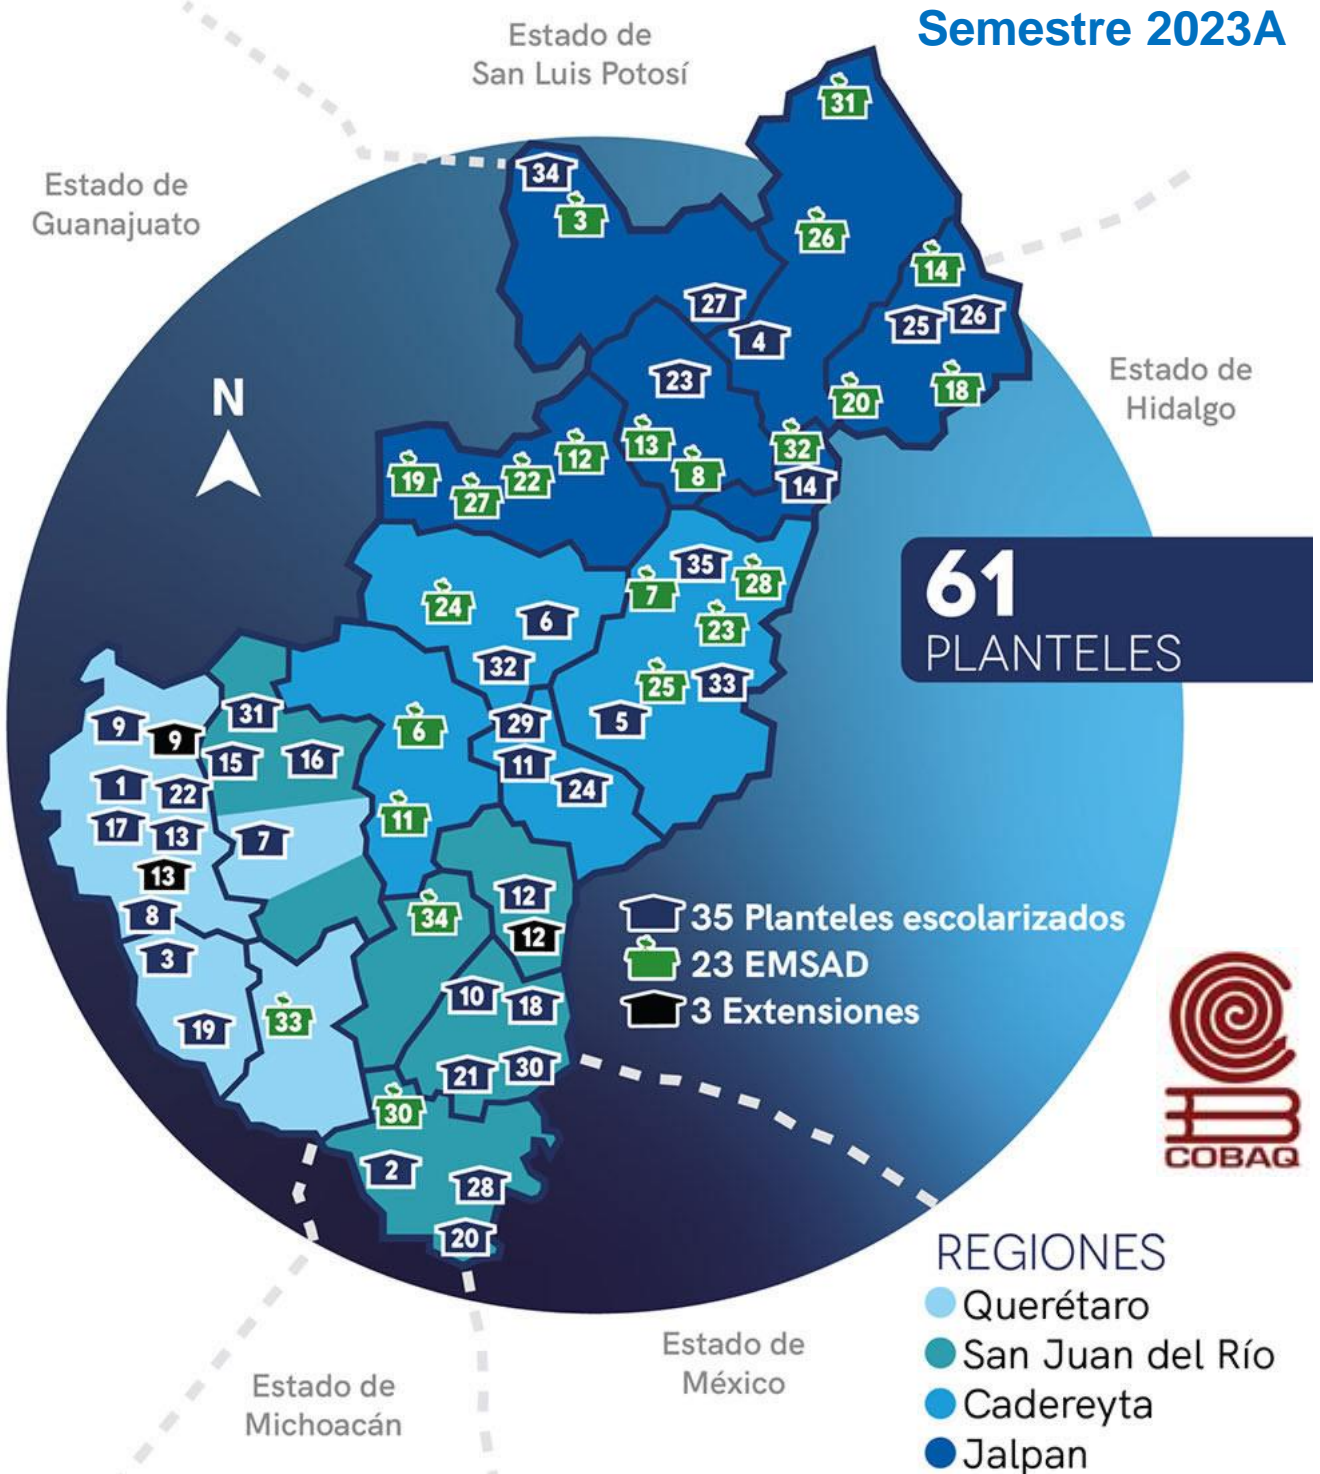 Semestre 2023A
Estado de
San Luis Potosí
31
34
Estado de
Guanajuato
3
26
14
27
25
26
4
Estado de
Hidalgo
23
20
18
N
13
32
12
8
19
22
27
14
35
28
7
24
6
23
61
PLANTELES
32
25
33
31
29
5
9
9
6
15
16
11
1
22
24
17
13
11
7
13
12
8
34
12
35 Planteles escolarizados
3
23 EMSAD
10
18
3 Extensiones
19
33
21
30
30
2
28
20
COBAQ
REGIONES
Querétaro
San Juan del Río
Cadereyta
Jalpan
Estado de
México
Estado de
Michoacán